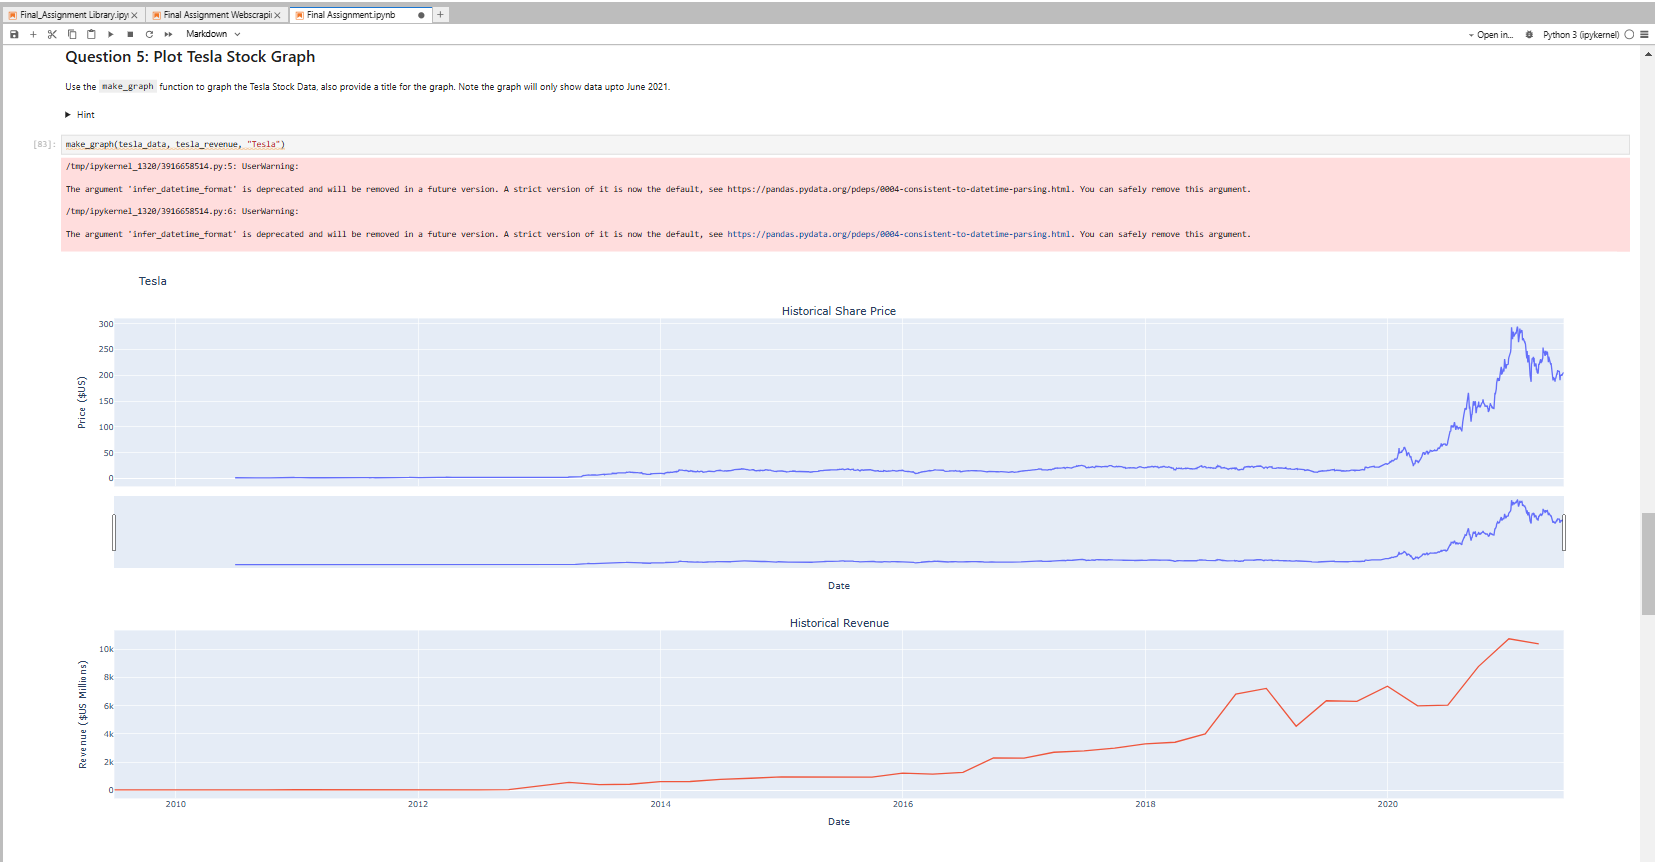 Final_Assignment Library.ipyn
Final Assignment Webscrapi
Final Assignment.ipynb
Markdown
Open in...
Python 3 (ipykernel)
Question 5: Plot Tesla Stock Graph
Use the make_graph function to graph the Tesla Stock Data, also provide a title for the graph. Note the graph will only show data upto June 2021.
Hint
[83]:
make_graph(tesla_data, tesla_revenue, "Tesla")
/tmp/ipykernel_1320/3916658514.py:5: UserWarning:
The argument 'infer_datetime_format' is deprecated and will be removed in a future version. A strict version of it is now the default, see https://pandas.pydata.org/pdeps/0004-consistent-to-datetime-parsing.html. You can safely remove this argument.
/tmp/ipykernel_1320/3916658514.py:6: UserWarning:
The argument 'infer_datetime_format' is deprecated and will be removed in a future version. A strict version of it is now the default, see https://pandas.pydata.org/pdeps/0004-consistent-to-datetime-parsing.html. You can safely remove this argument.
Tesla
Historical Share Price
Price ($US)
300
250
200
150
100
50
0
Date
Historical Revenue
Revenue ($US Millions)
10k
8k
6k
4k
2k
0
2010 2012 2014 2016 2018 2020
Date